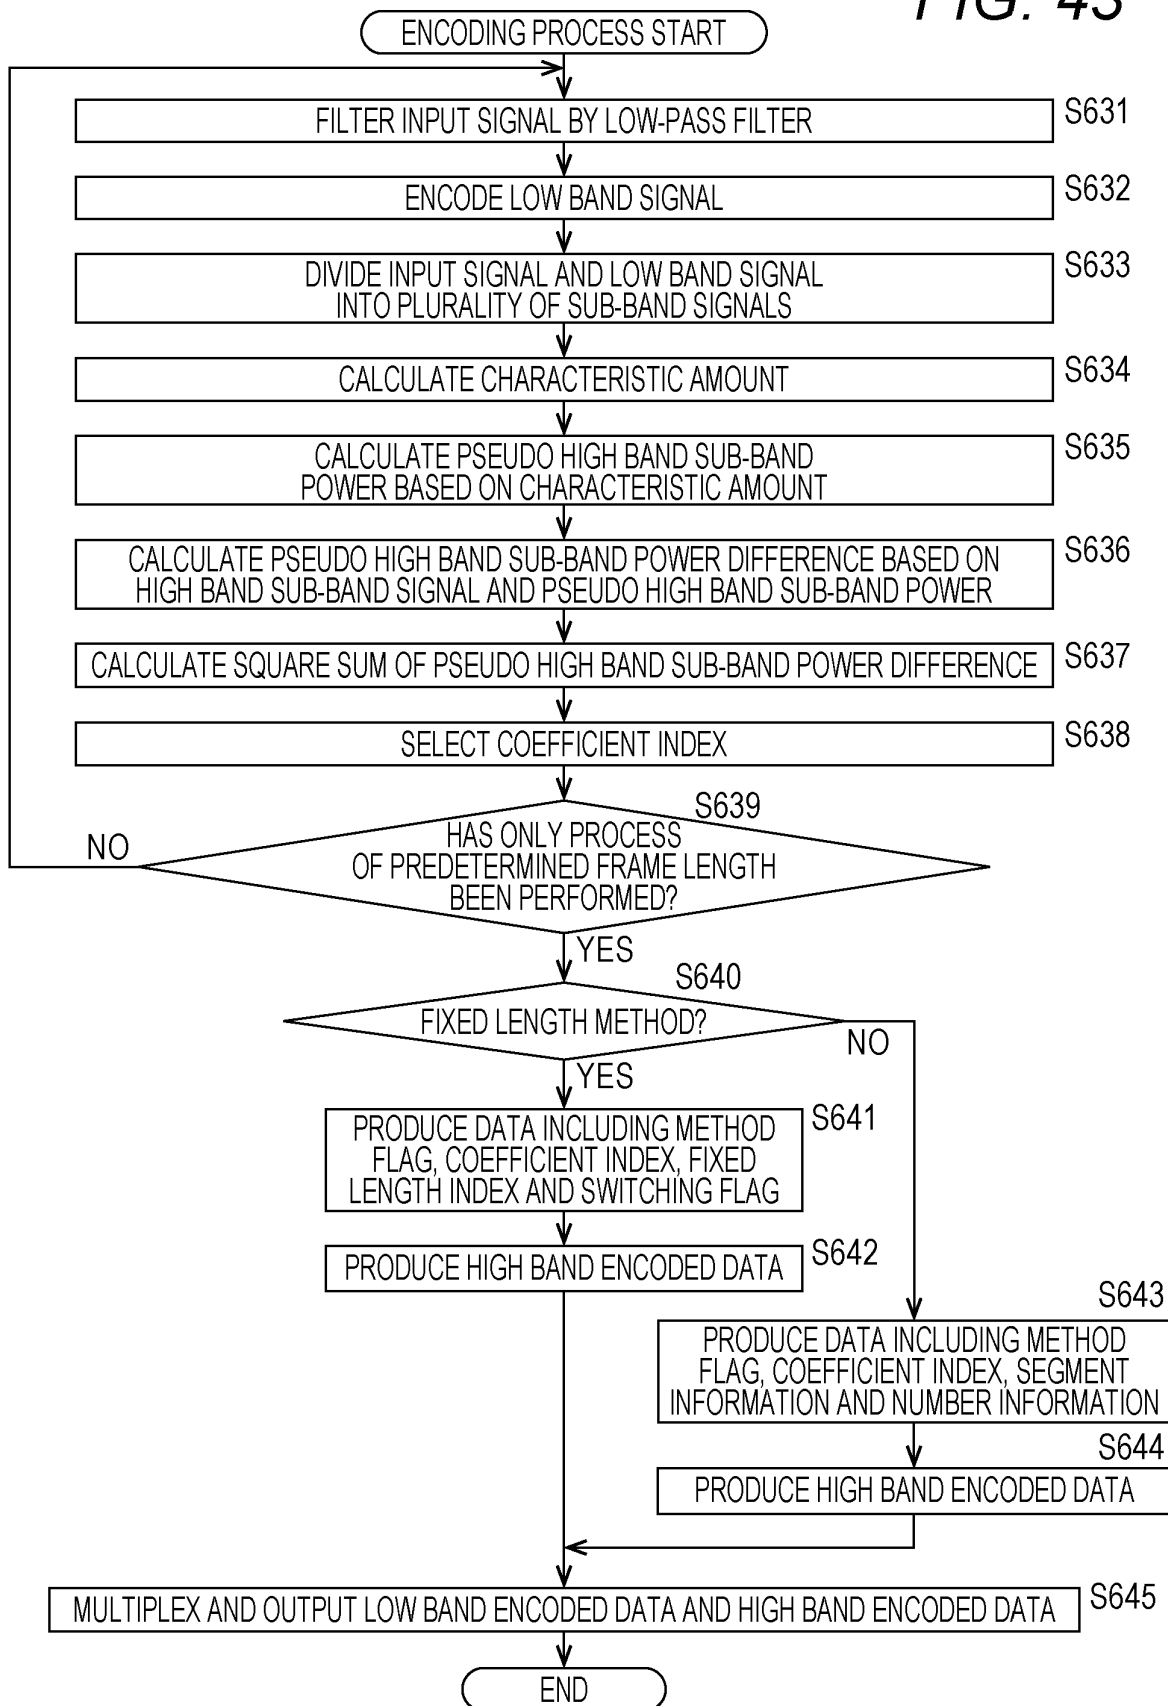 FIG. 43
ENCODING PROCESS START
FILTER INPUT SIGNAL BY LOW-PASS FILTER
S631
ENCODE LOW BAND SIGNAL
S632
DIVIDE INPUT SIGNAL AND LOW BAND SIGNAL
INTO PLURALITY OF SUB-BAND SIGNALS
S633
CALCULATE CHARACTERISTIC AMOUNT
S634
CALCULATE PSEUDO HIGH BAND SUB-BAND
POWER BASED ON CHARACTERISTIC AMOUNT
S635
CALCULATE PSEUDO HIGH BAND SUB-BAND POWER DIFFERENCE BASED ON
HIGH BAND SUB-BAND SIGNAL AND PSEUDO HIGH BAND SUB-BAND POWER
S636
CALCULATE SQUARE SUM OF PSEUDO HIGH BAND SUB-BAND POWER DIFFERENCE
S637
SELECT COEFFICIENT INDEX
S638
S639
HAS ONLY PROCESS
OF PREDETERMINED FRAME LENGTH
BEEN PERFORMED?
NO
YES
S640
FIXED LENGTH METHOD?
NO
YES
PRODUCE DATA INCLUDING METHOD
FLAG, COEFFICIENT INDEX, FIXED
LENGTH INDEX AND SWITCHING FLAG
S641
PRODUCE HIGH BAND ENCODED DATA
S642
S643
PRODUCE DATA INCLUDING METHOD
FLAG, COEFFICIENT INDEX, SEGMENT
INFORMATION AND NUMBER INFORMATION
S644
PRODUCE HIGH BAND ENCODED DATA
MULTIPLEX AND OUTPUT LOW BAND ENCODED DATA AND HIGH BAND ENCODED DATA
S645
END